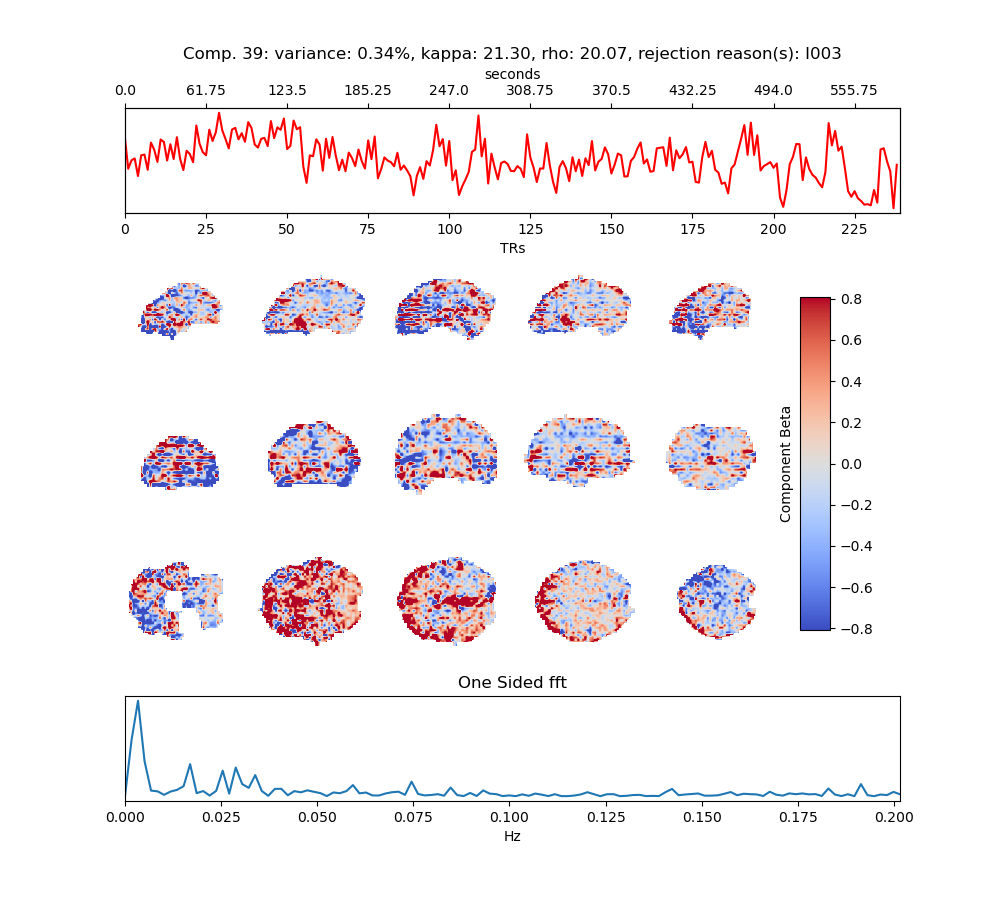 Comp. 39: variance: 0.34%, kappa: 21.30, rho: 20.07, rejection reason(s): I003
seconds
0.0 61.75 123.5 185.25 247.0 308.75 370.5 432.25 494.0 555.75
0 25 50 75 100 125 150 175 200 225
TRs
0.8
0.6
0.4
0.2
0.0
−0.2
−0.4
−0.6
−0.8
Component Beta
One Sided fft
0.000 0.025 0.050 0.075 0.100 0.125 0.150 0.175 0.200
Hz